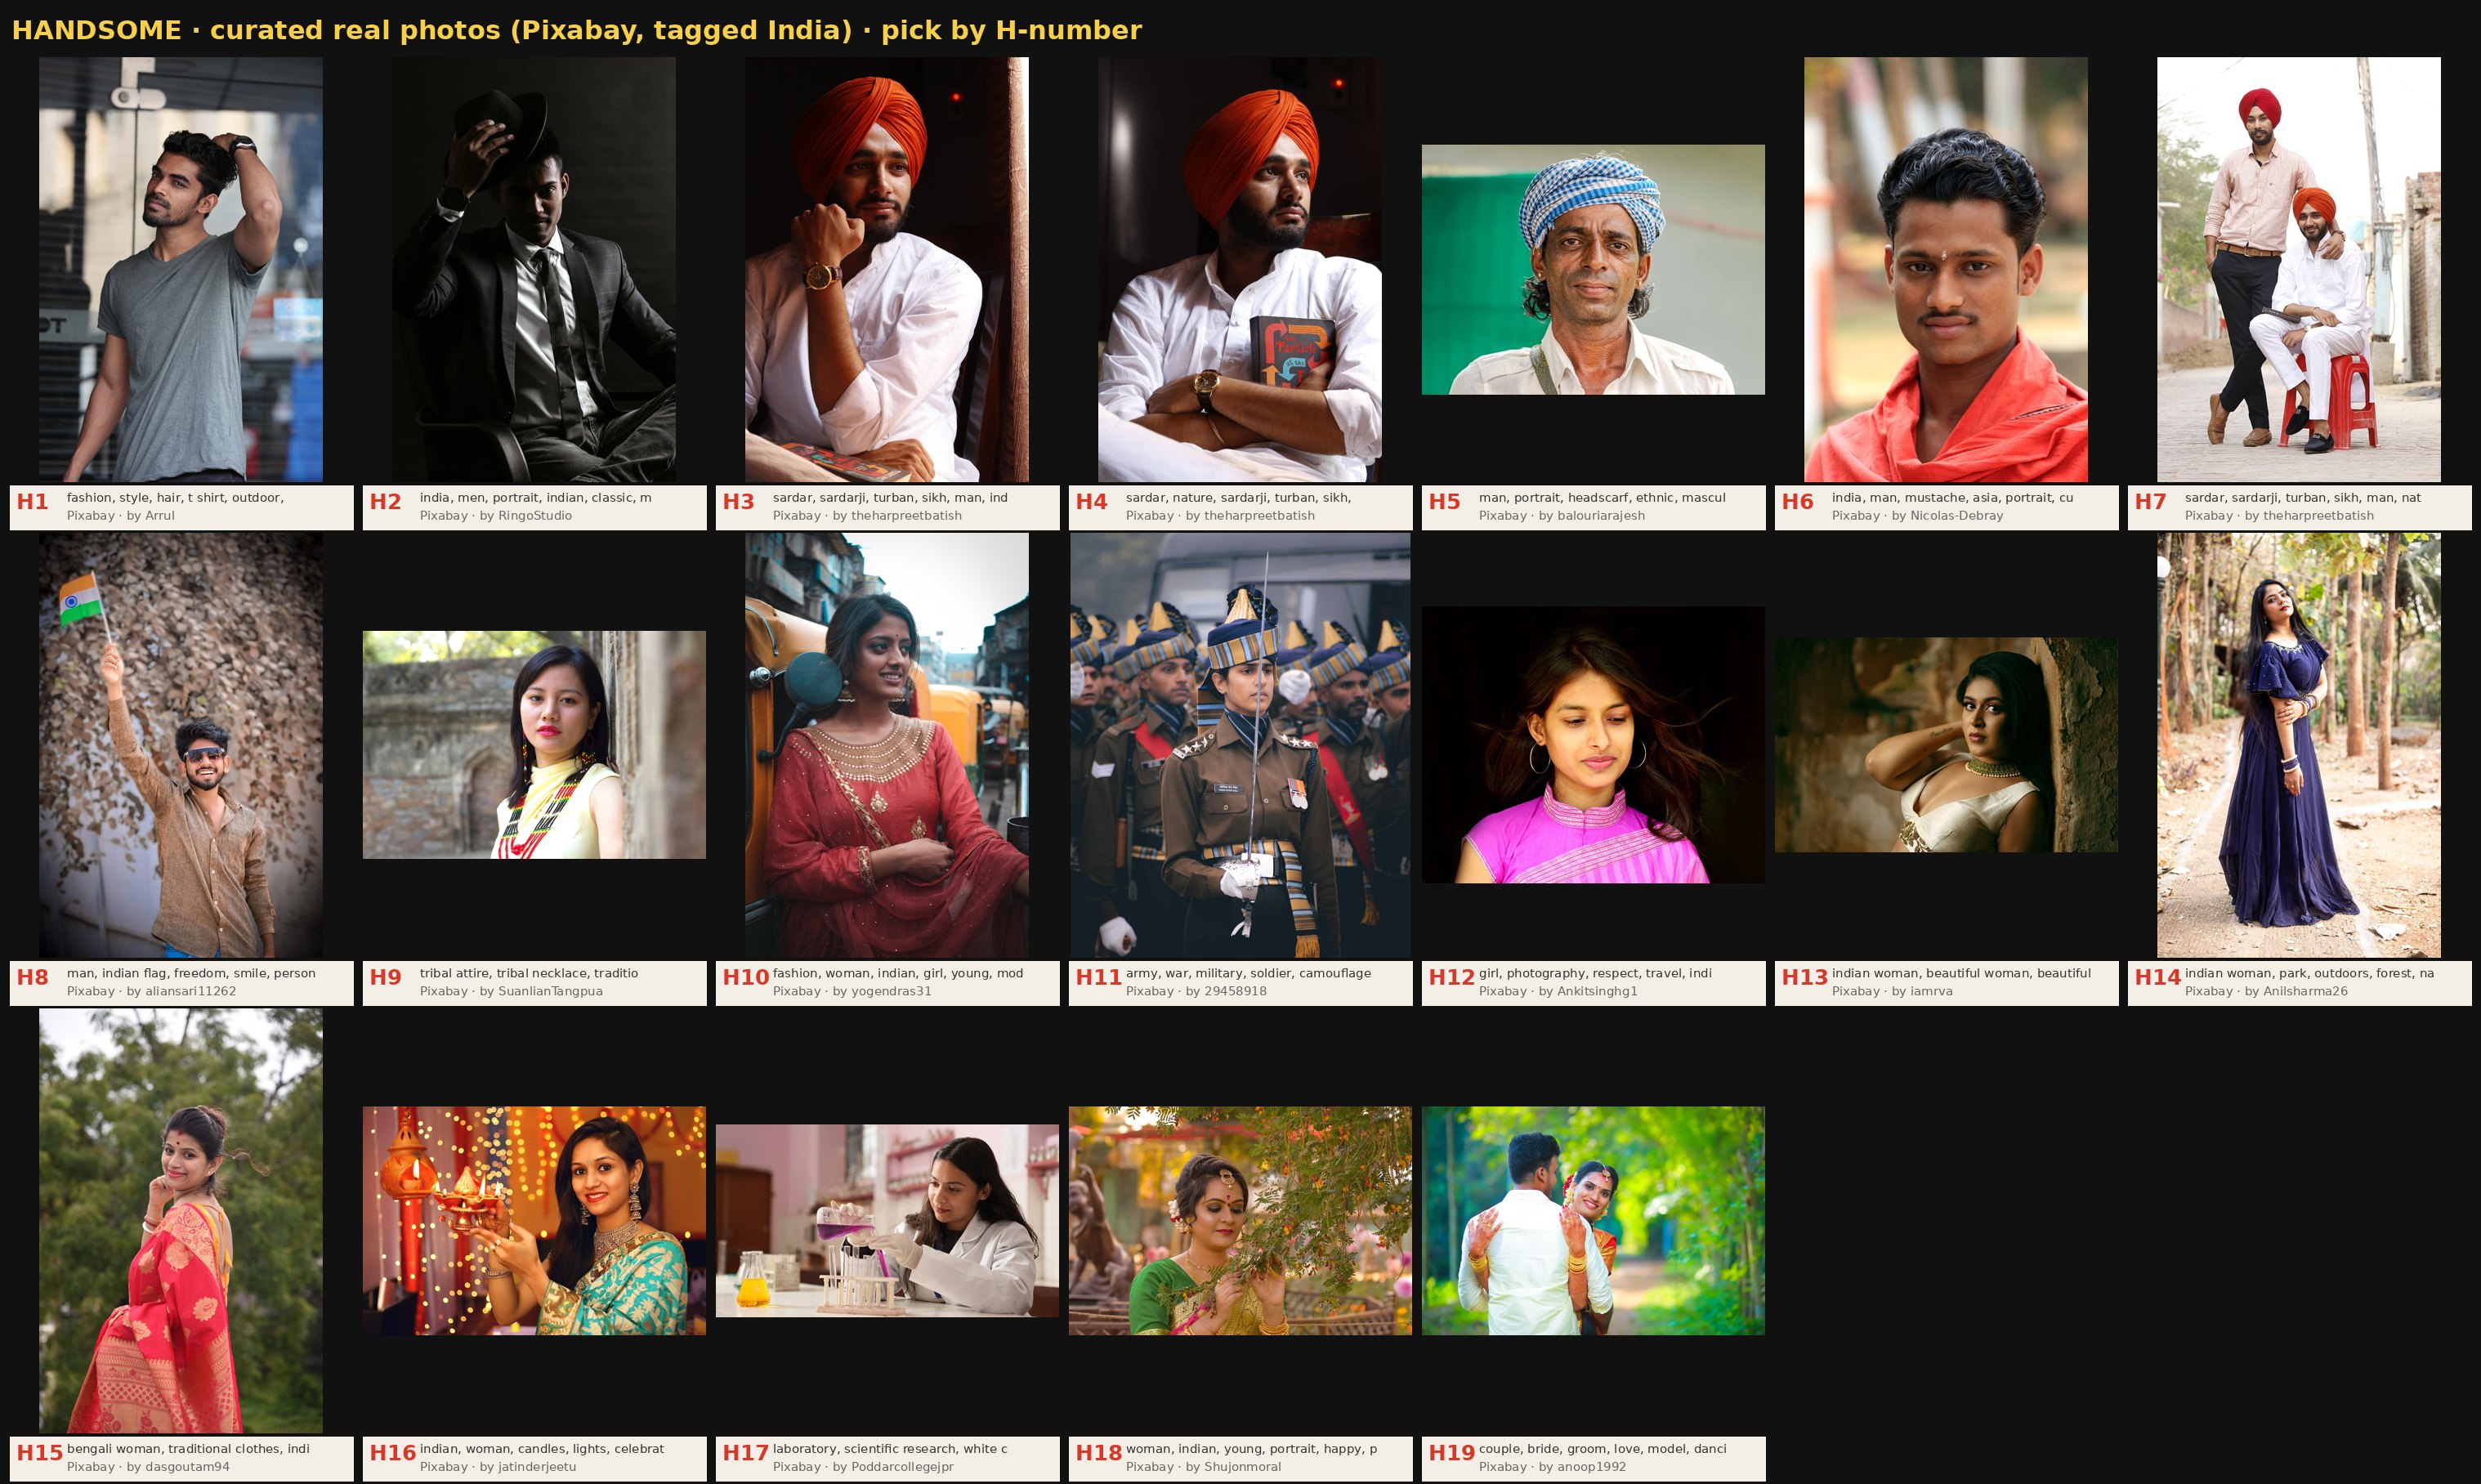 HANDSOME · curated real photos (Pixabay, tagged India) · pick by H-number
OT
H1 fashion, style, hair, t shirt, outdoor,
Pixabay · by Arrul
H2 india, men, portrait, indian, classic, m
Pixabay · by RingoStudio
H3 sardar, sardarji, turban, sikh, man, ind
Pixabay · by theharpreetbatish
H4 sardar, nature, sardarji, turban, sikh,
Pixabay · by theharpreetbatish
H5 man, portrait, headscarf, ethnic, mascul
Pixabay · by balouriarajesh
H6 india, man, mustache, asia, portrait, cu
Pixabay · by Nicolas-Debray
H7 sardar, sardarji, turban, sikh, man, nat
Pixabay · by theharpreetbatish
H8 man, indian flag, freedom, smile, person
Pixabay · by aliansari11262
H9 tribal attire, tribal necklace, traditio
Pixabay · by SuanlianTangpua
H10 fashion, woman, indian, girl, young, mod
Pixabay · by yogendras31
H11 army, war, military, soldier, camouflage
Pixabay · by 29458918
H12 girl, photography, respect, travel, indi
Pixabay · by Ankitsinghg1
H13 indian woman, beautiful woman, beautiful
Pixabay · by iamrva
H14 indian woman, park, outdoors, forest, na
Pixabay · by Anilsharma26
H15 bengali woman, traditional clothes, indi
Pixabay · by dasgoutam94
H16 indian, woman, candles, lights, celebrat
Pixabay · by jatinderjeetu
H17 laboratory, scientific research, white c
Pixabay · by Poddarcollegejpr
H18 woman, indian, young, portrait, happy, p
Pixabay · by Shujonmoral
H19 couple, bride, groom, love, model, danci
Pixabay · by anoop1992